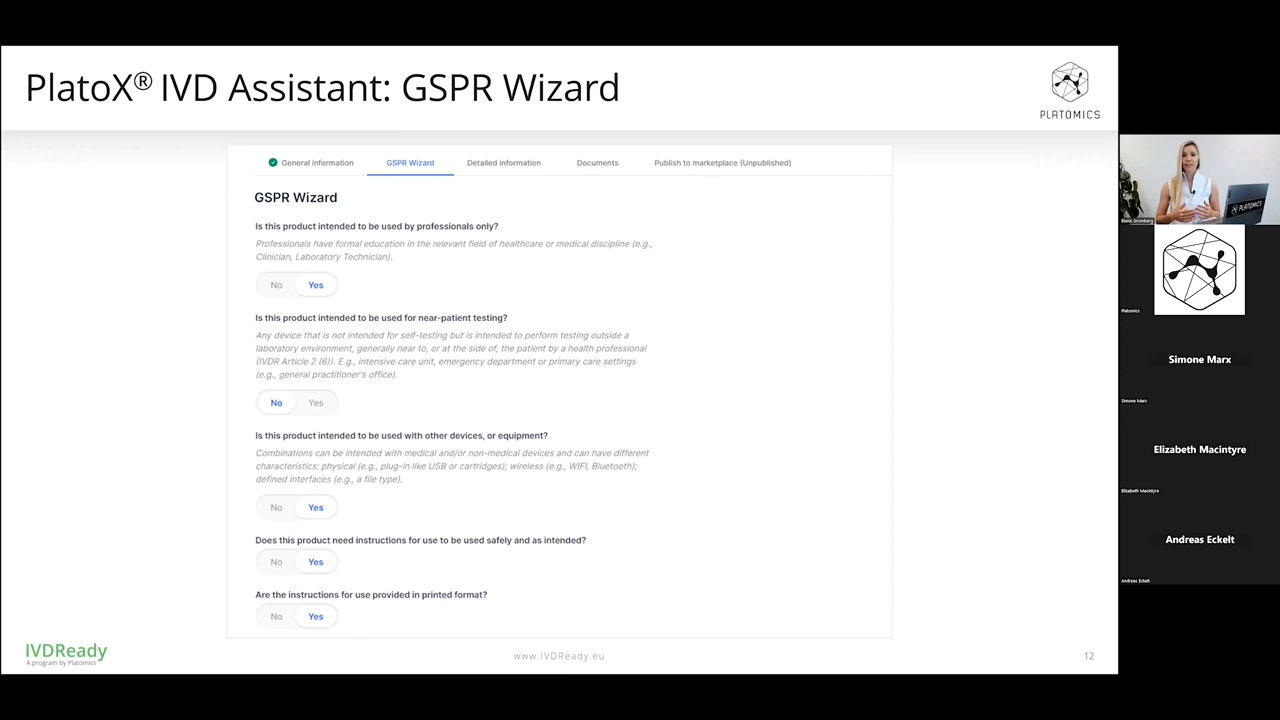 PlatoX® IVD Assistant: GSPR Wizard
PLATOMICS
General information
GSPR Wizard
Detailed information
Documents
Publish to marketplace (Unpublished)
GSPR Wizard
Is this product intended to be used by professionals only?
Professionals have formal education in the relevant field of healthcare or medical discipline (e.g.,
Clinician, Laboratory Technician).
No Yes
Is this product intended to be used for near-patient testing?
Any device that is not intended for self-testing but is intended to perform testing outside a
laboratory environment, generally near to, or at the side of, the patient by a health professional
(IVDR Article 2 (6)). E.g., intensive care unit, emergency department or primary care settings
(e.g., general practitioner's office).
No Yes
Is this product intended to be used with other devices, or equipment?
Combinations can be intended with medical and/or non-medical devices and can have different
characteristics: physical (e.g., plug-in like USB or cartridges); wireless (e.g., WIFI, Bluetooth);
defined interfaces (e.g., a file type).
No Yes
Does this product need instructions for use to be used safely and as intended?
No Yes
Are the instructions for use provided in printed format?
No Yes
IVDReady
A program by Platomics
www.IVDReady.eu
12
PLATOMICS
Elena Gronberg
Platomics
Simone Marx
Simone Marx
Elizabeth Macintyre
Elizabeth Macintyre
Andreas Eckelt
Andreas Eckelt